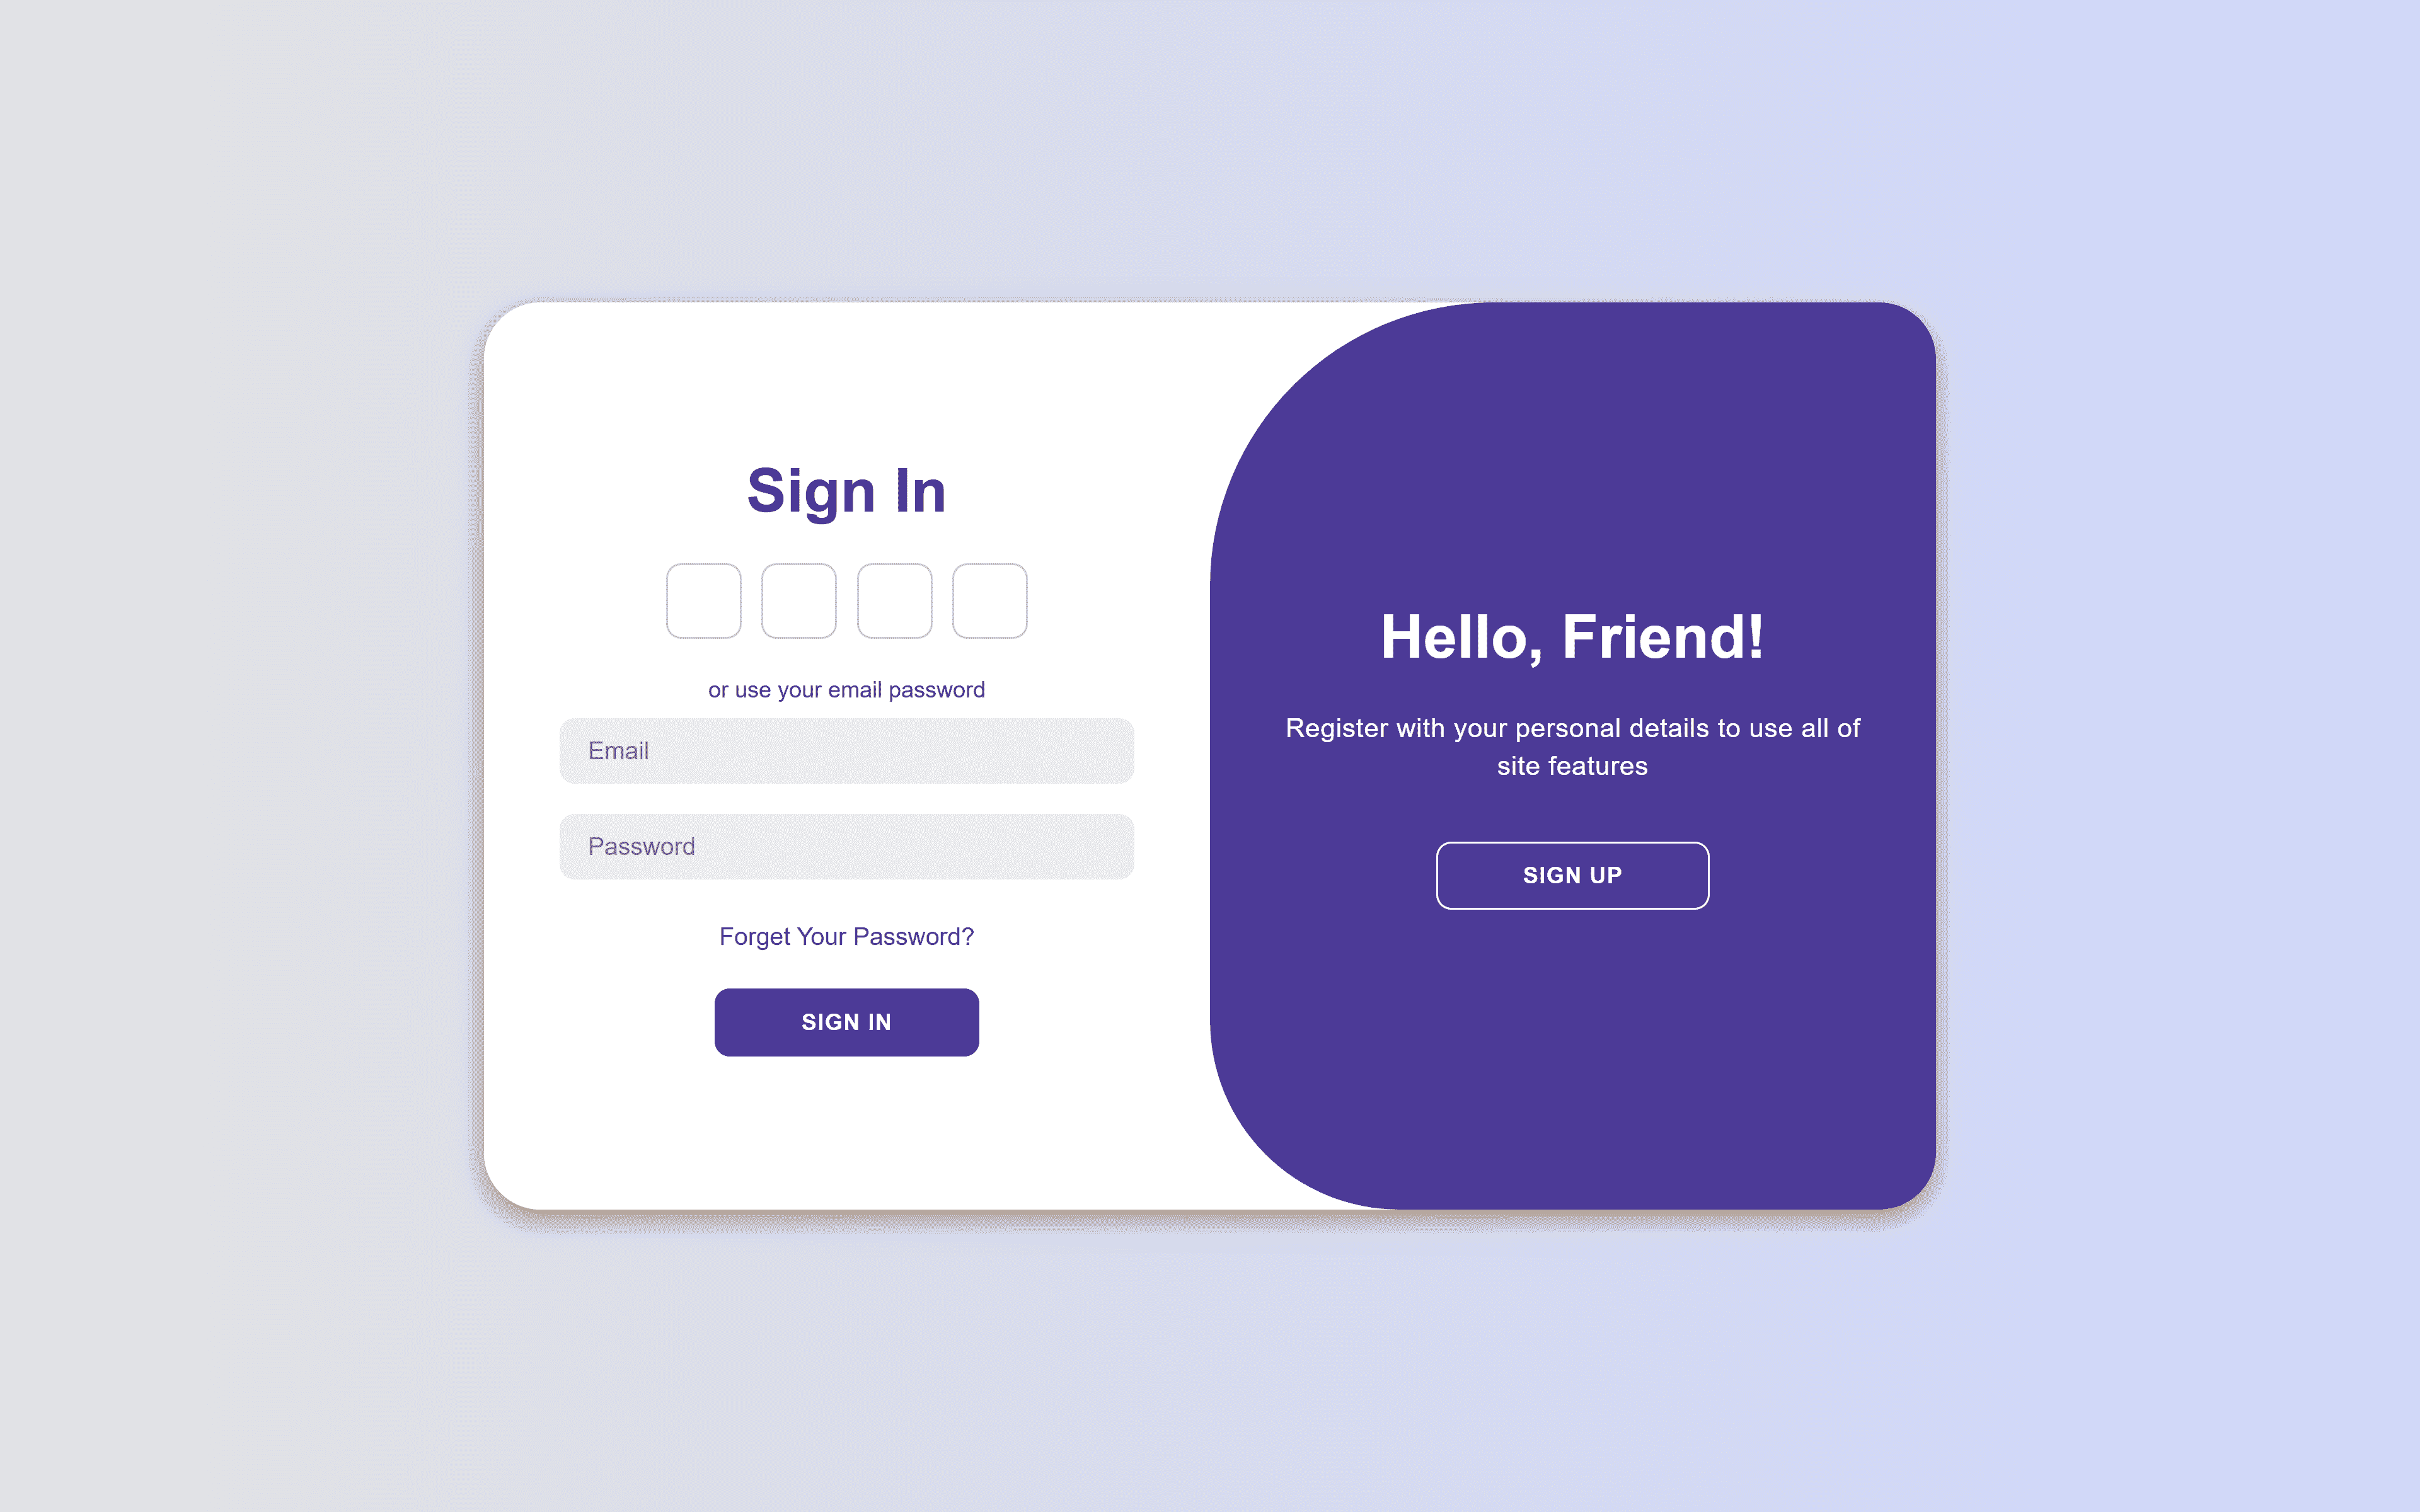 Sign In
or use your email password
Email
Password
Forget Your Password?
SIGN IN
Hello, Friend!
Register with your personal details to use all of
site features
SIGN UP